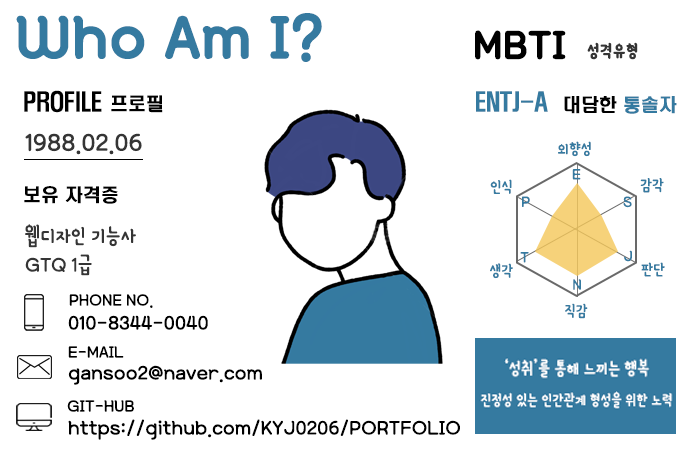 Who Am I?
PROFILE 프로필
1988.02.06
보유 자격증
웹디자인 기능사
GTQ 1급
PHONE NO.
010-8344-0040
E-MAIL
gansoo2@naver.com
GIT-HUB
https://github.com/KYJ0206/PORTFOLIO
MBTI 성격유형
ENTJ-A 대담한 통솔자
외향성
E
인식 P S 감각
생각 T J 판단
N
직감
‘성취’를 통해 느끼는 행복
진정성 있는 인간관계 형성을 위한 노력